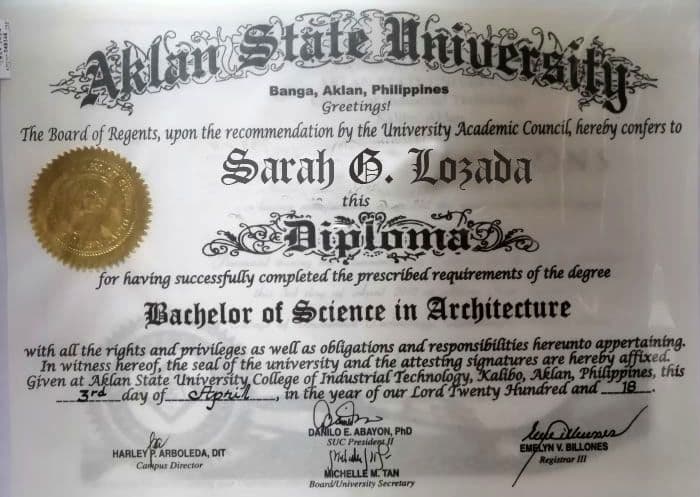 Aklan State University
Banga, Aklan, Philippines
Greetings!
The Board of Regents, upon the recommendation by the University Academic Council, hereby confers to
Sarah G. Lozada
this
Diploma
for having successfully completed the prescribed requirements of the degree
Bachelor of Science in Architecture
with all the rights and privileges as well as obligations and responsibilities hereunto appertaining.
In witness hereof, the seal of the university and the attesting signatures are hereby affixed.
Given at Aklan State University, College of Industrial Technology, Kalibo, Aklan, Philippines, this
3rd day of April, in the year of our Lord Twenty Hundred and 18.
DANILO E. ABAYON, PhD
SUC President II
HARLEY P. ARBOLEDA, DIT
Campus Director
EMELYN V. BILLONES
Registrar III
MICHELLE M. TAN
Board/University Secretary